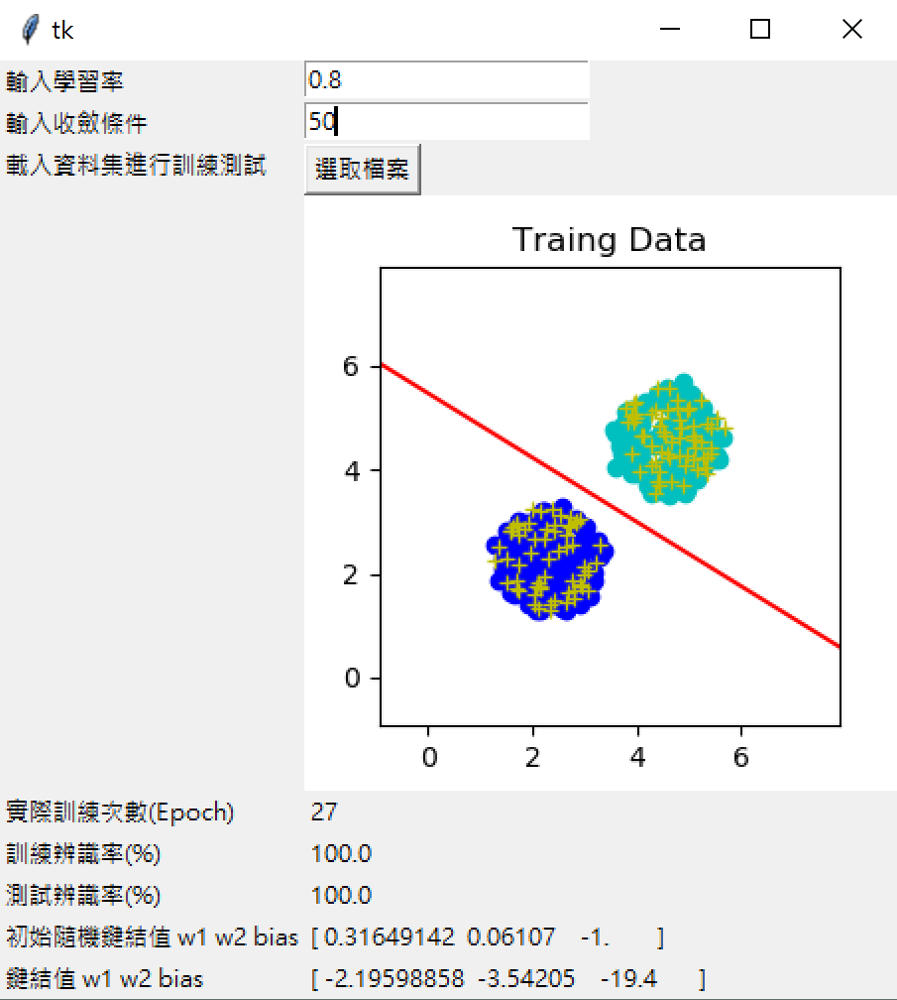 tk
輸入學習率 0.8
輸入收斂條件 50
載入資料集進行訓練測試 選取檔案
Traing Data
6
4
2
0
0 2 4 6
實際訓練次數(Epoch) 27
訓練辨識率(%) 100.0
測試辨識率(%) 100.0
初始隨機鍵結值 w1 w2 bias [ 0.31649142 0.06107 -1. ]
鍵結值 w1 w2 bias [ -2.19598858 -3.54205 -19.4 ]